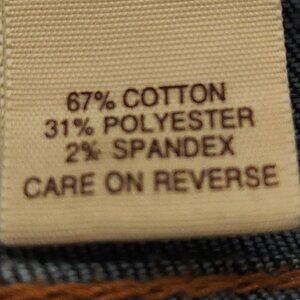 67% COTTON
31% POLYESTER
2% SPANDEX
CARE ON REVERSE